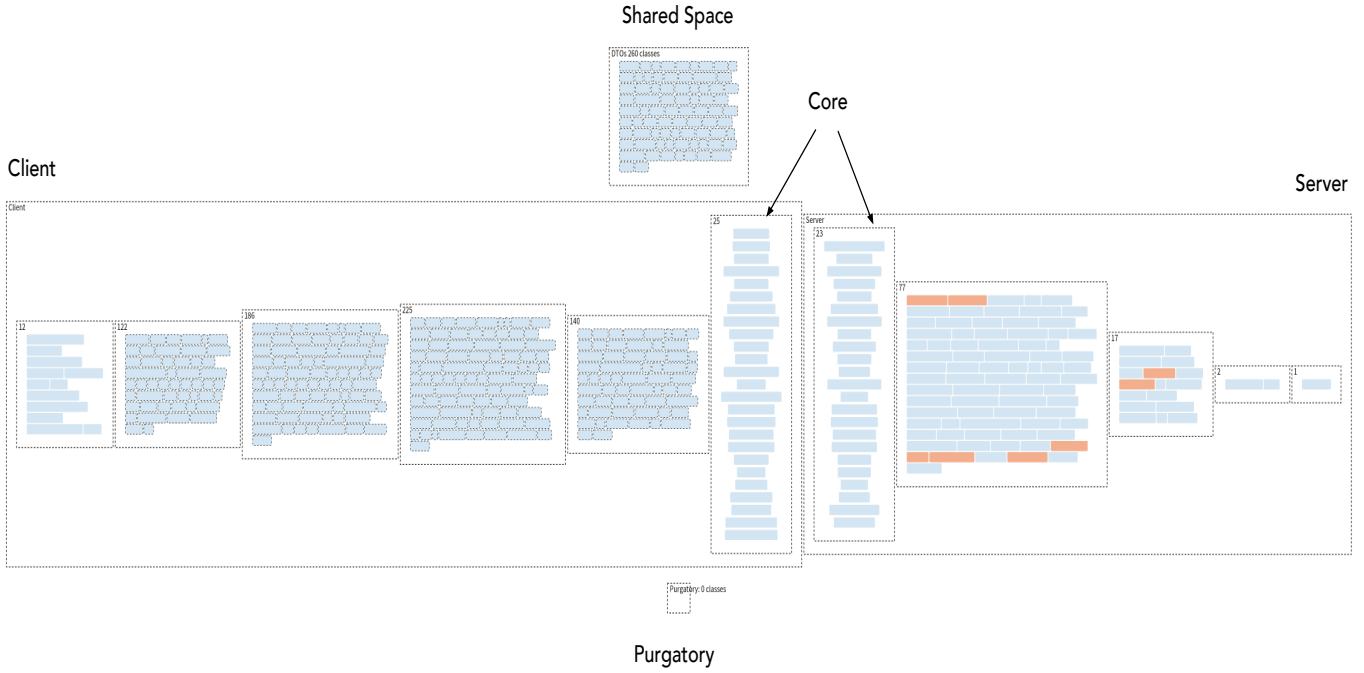 Shared Space
DTOs 260 classes
Core
Client
Server
Client
25
Server
23
12
122
186
225
140
77
17
2
1
Purgatory: 0 classes
Purgatory